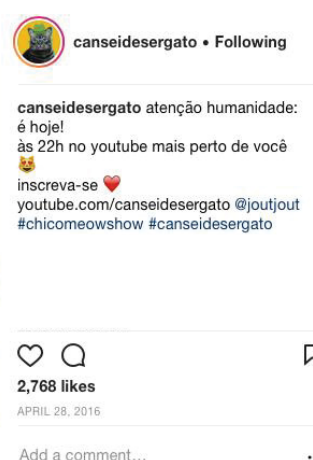 canseidesergato • Following
canseidesergato atenção humanidade:
é hoje!
às 22h no youtube mais perto de você
😻
inscreva-se ❤️
youtube.com/canseidesergato @joutjout
#chicomeowshow #canseidesergato
2,768 likes
APRIL 28, 2016
Add a comment...